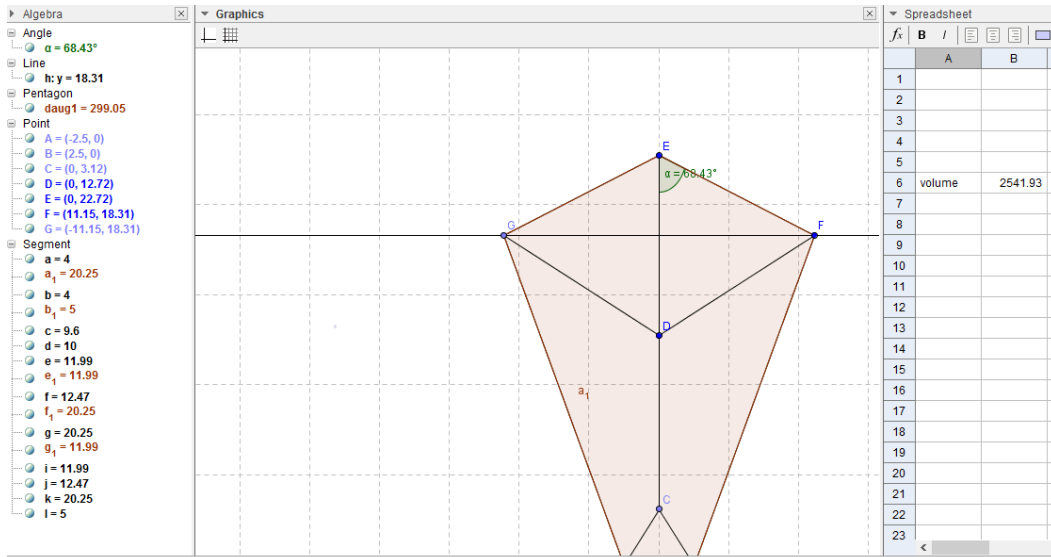 Algebra
Angle
α = 68.43°
Line
h: y = 18.31
Pentagon
daug1 = 299.05
Point
A = (-2.5, 0)
B = (2.5, 0)
C = (0, 3.12)
D = (0, 12.72)
E = (0, 22.72)
F = (11.15, 18.31)
G = (-11.15, 18.31)
Segment
a = 4
a₁ = 20.25
b = 4
b₁ = 5
c = 9.6
d = 10
e = 11.99
e₁ = 11.99
f = 12.47
f₁ = 20.25
g = 20.25
g₁ = 11.99
i = 11.99
j = 12.47
k = 20.25
l = 5
Graphics
E
α = 68.43°
G
F
D
a₁
C
Spreadsheet
fx B I
A B
1
2
3
4
5
6 volume 2541.93
7
8
9
10
11
12
13
14
15
16
17
18
19
20
21
22
23